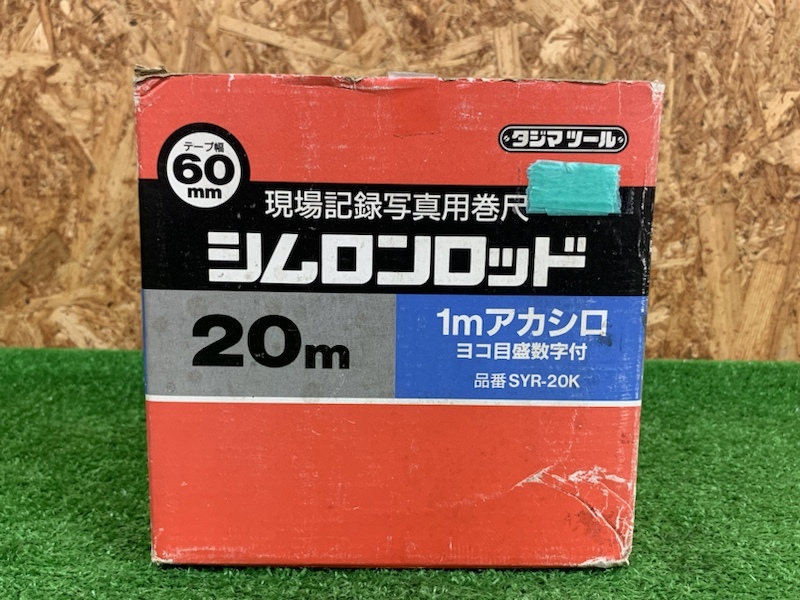 タジマツール
テープ幅
60
mm
現場記録写真用巻尺
シムロンロッド
20m
1mアカシロ
ヨコ目盛数字付
品番 SYR-20K